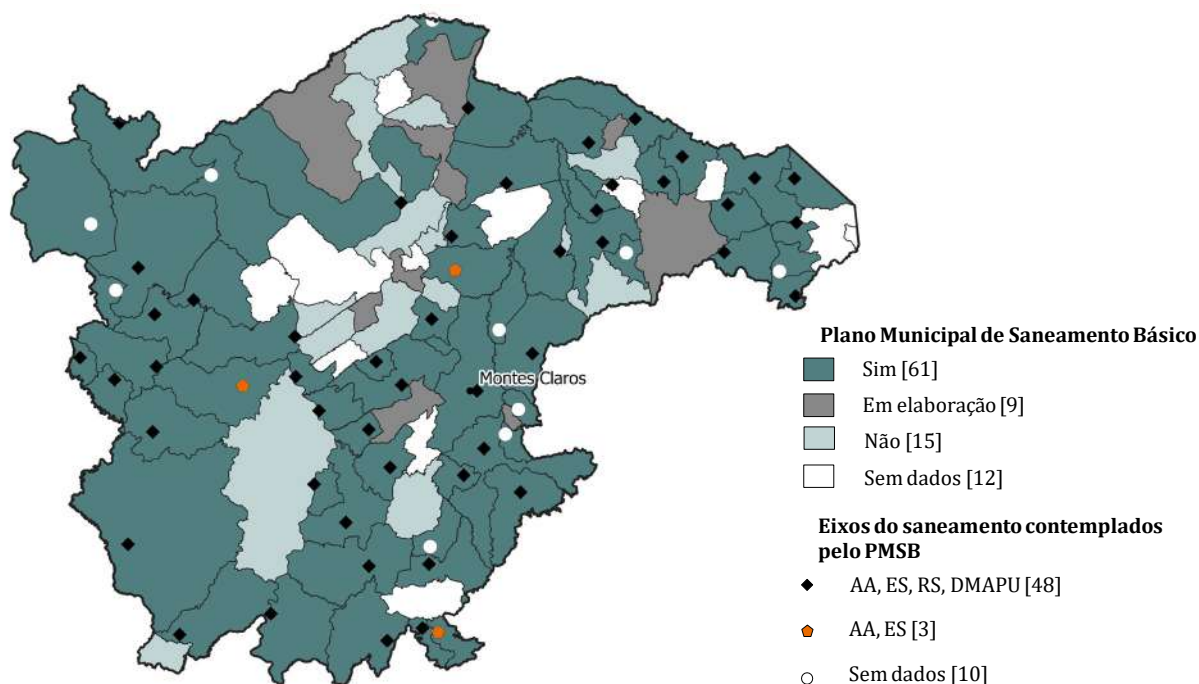 Montes Claros
Plano Municipal de Saneamento Básico
Sim [61]
Em elaboração [9]
Não [15]
Sem dados [12]
Eixos do saneamento contemplados
pelo PMSB
AA, ES, RS, DMAPU [48]
AA, ES [3]
Sem dados [10]